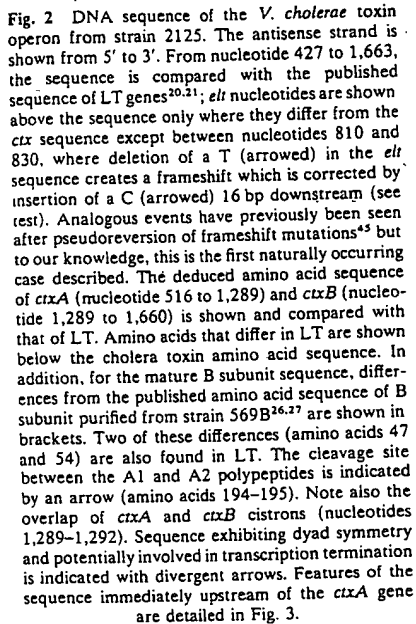 Fig. 2 DNA sequence of the V. cholerae toxin
operon from strain 2125. The antisense strand is
shown from 5′ to 3′. From nucleotide 427 to 1,663,
the sequence is compared with the published
sequence of LT genes20,21; elt nucleotides are shown
above the sequence only where they differ from the
ctx sequence except between nucleotides 810 and
830, where deletion of a T (arrowed) in the elt
sequence creates a frameshift which is corrected by
insertion of a C (arrowed) 16 bp downstream (see
test). Analogous events have previously been seen
after pseudoreversion of frameshift mutations45 but
to our knowledge, this is the first naturally occurring
case described. The deduced amino acid sequence
of ctxA (nucleotide 516 to 1,289) and ctxB (nucleo-
tide 1,289 to 1,660) is shown and compared with
that of LT. Amino acids that differ in LT are shown
below the cholera toxin amino acid sequence. In
addition, for the mature B subunit sequence, differ-
ences from the published amino acid sequence of B
subunit purified from strain 569B26,27 are shown in
brackets. Two of these differences (amino acids 47
and 54) are also found in LT. The cleavage site
between the A1 and A2 polypeptides is indicated
by an arrow (amino acids 194–195). Note also the
overlap of ctxA and ctxB cistrons (nucleotides
1,289–1,292). Sequence exhibiting dyad symmetry
and potentially involved in transcription termination
is indicated with divergent arrows. Features of the
sequence immediately upstream of the ctxA gene
are detailed in Fig. 3.